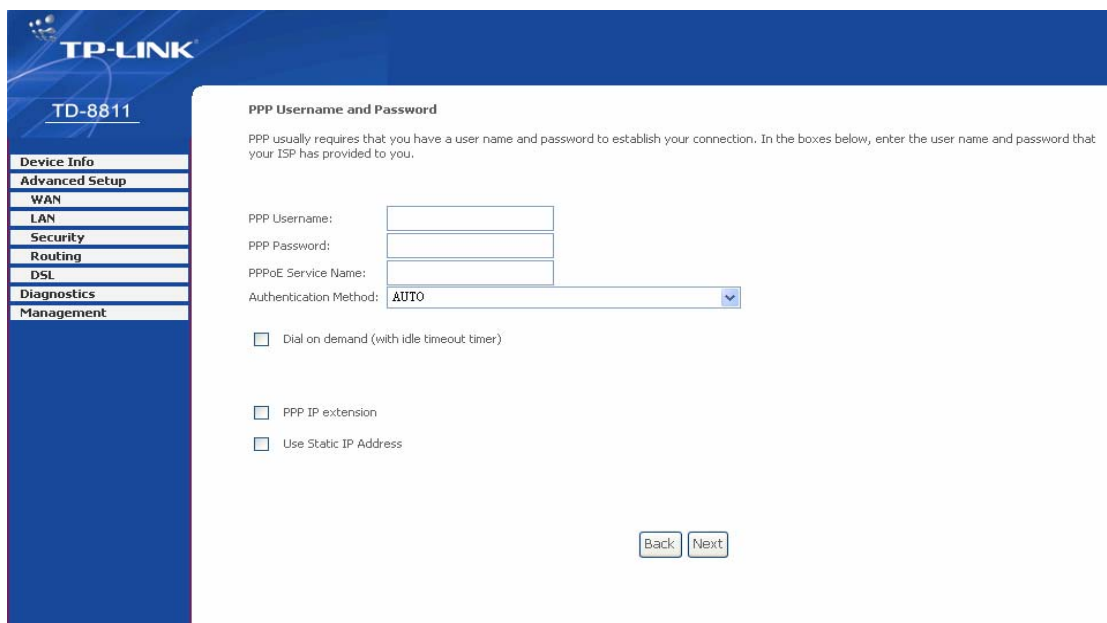 TP-LINK
TD-8811
Device Info
Advanced Setup
WAN
LAN
Security
Routing
DSL
Diagnostics
Management
PPP Username and Password
PPP usually requires that you have a user name and password to establish your connection. In the boxes below, enter the user name and password that
your ISP has provided to you.
PPP Username:
PPP Password:
PPPoE Service Name:
Authentication Method: AUTO
Dial on demand (with idle timeout timer)
PPP IP extension
Use Static IP Address
Back Next